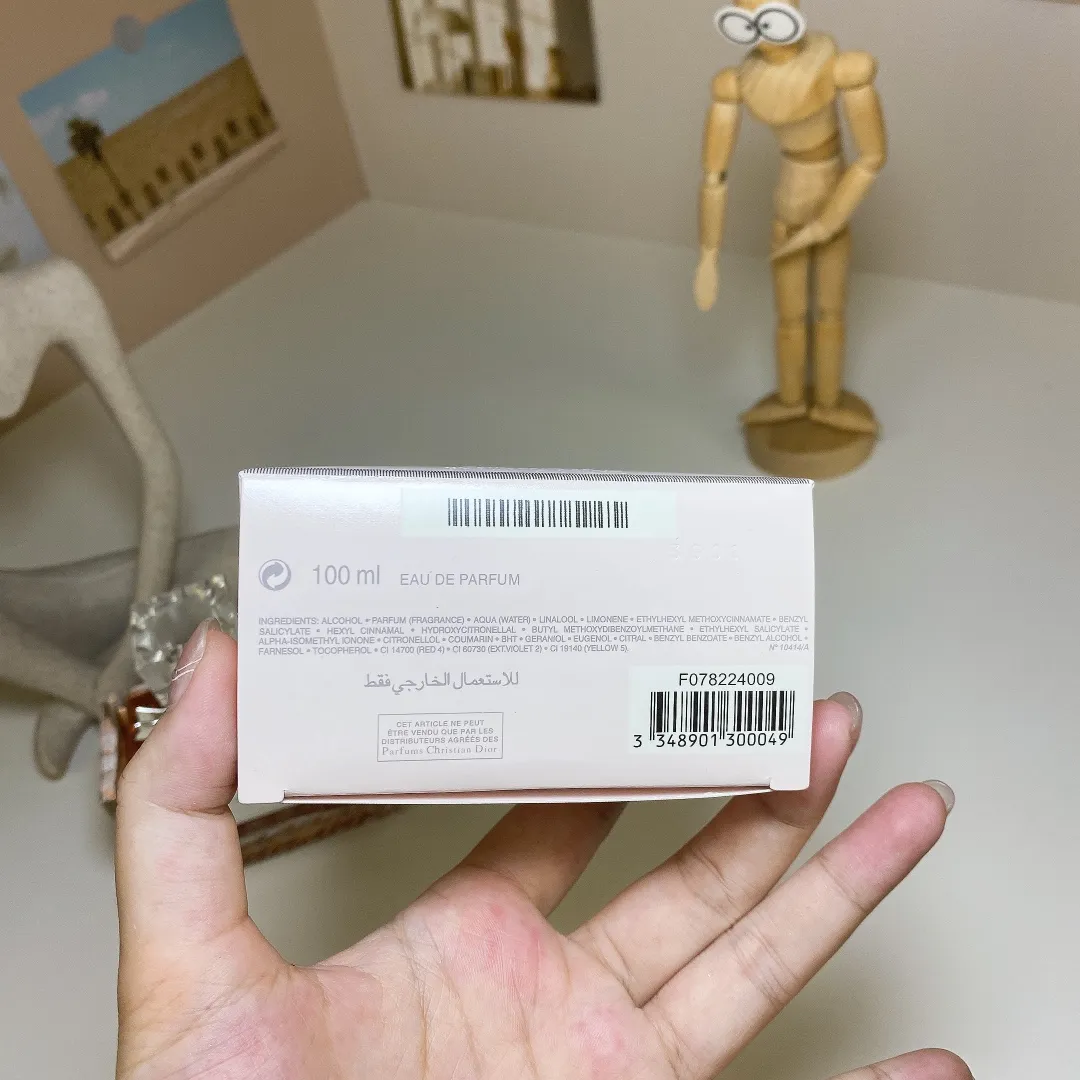 100 ml EAU DE PARFUM
INGREDIENTS: ALCOHOL • PARFUM (FRAGRANCE) • AQUA (WATER) • LINALOOL • LIMONENE • ETHYLHEXYL METHOXYCINNAMATE • BENZYL
SALICYLATE • HEXYL CINNAMAL • HYDROXYCITRONELLAL • BUTYL METHOXYDIBENZOYLMETHANE • ETHYLHEXYL SALICYLATE •
ALPHA-ISOMETHYL IONONE • CITRONELLOL • COUMARIN • BHT • GERANIOL • EUGENOL • CITRAL • BENZYL BENZOATE • BENZYL ALCOHOL •
FARNESOL • TOCOPHEROL • CI 14700 (RED 4) • CI 60730 (EXT.VIOLET 2) • CI 19140 (YELLOW 5).
N° 10414/A
للاستعمال الخارجي فقط
CET ARTICLE NE PEUT
ÊTRE VENDU QUE PAR LES
DISTRIBUTEURS AGRÉÉS DES
Parfums Christian Dior
F078224009
3 348901 300049